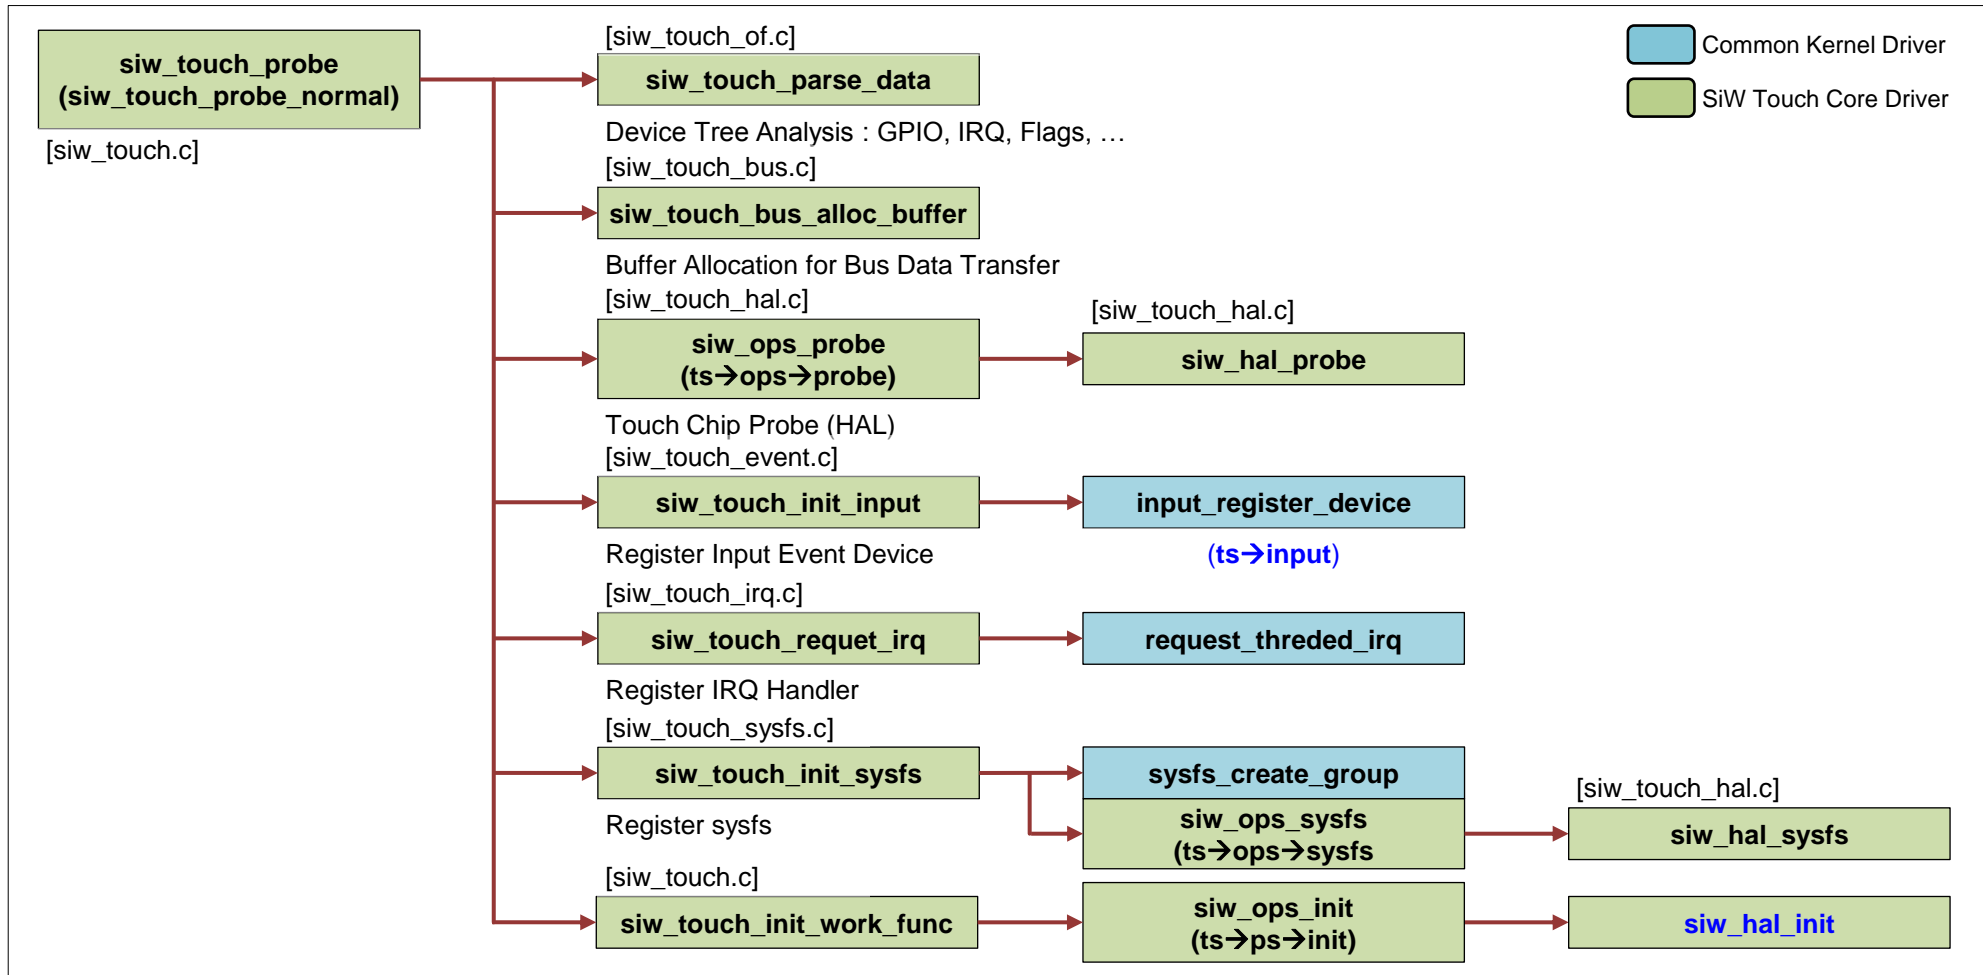 siw_touch_probe
(siw_touch_probe_normal)
[siw_touch.c]
[siw_touch_of.c]
siw_touch_parse_data
Device Tree Analysis : GPIO, IRQ, Flags, …
[siw_touch_bus.c]
siw_touch_bus_alloc_buffer
Buffer Allocation for Bus Data Transfer
[siw_touch_hal.c]
siw_ops_probe
(ts→ops→probe)
[siw_touch_hal.c]
siw_hal_probe
Touch Chip Probe (HAL)
[siw_touch_event.c]
siw_touch_init_input
input_register_device
Register Input Event Device
(ts→input)
[siw_touch_irq.c]
siw_touch_requet_irq
request_threded_irq
Register IRQ Handler
[siw_touch_sysfs.c]
siw_touch_init_sysfs
sysfs_create_group
Register sysfs
siw_ops_sysfs
(ts→ops→sysfs
[siw_touch_hal.c]
siw_hal_sysfs
[siw_touch.c]
siw_touch_init_work_func
siw_ops_init
(ts→ps→init)
siw_hal_init
Common Kernel Driver
SiW Touch Core Driver